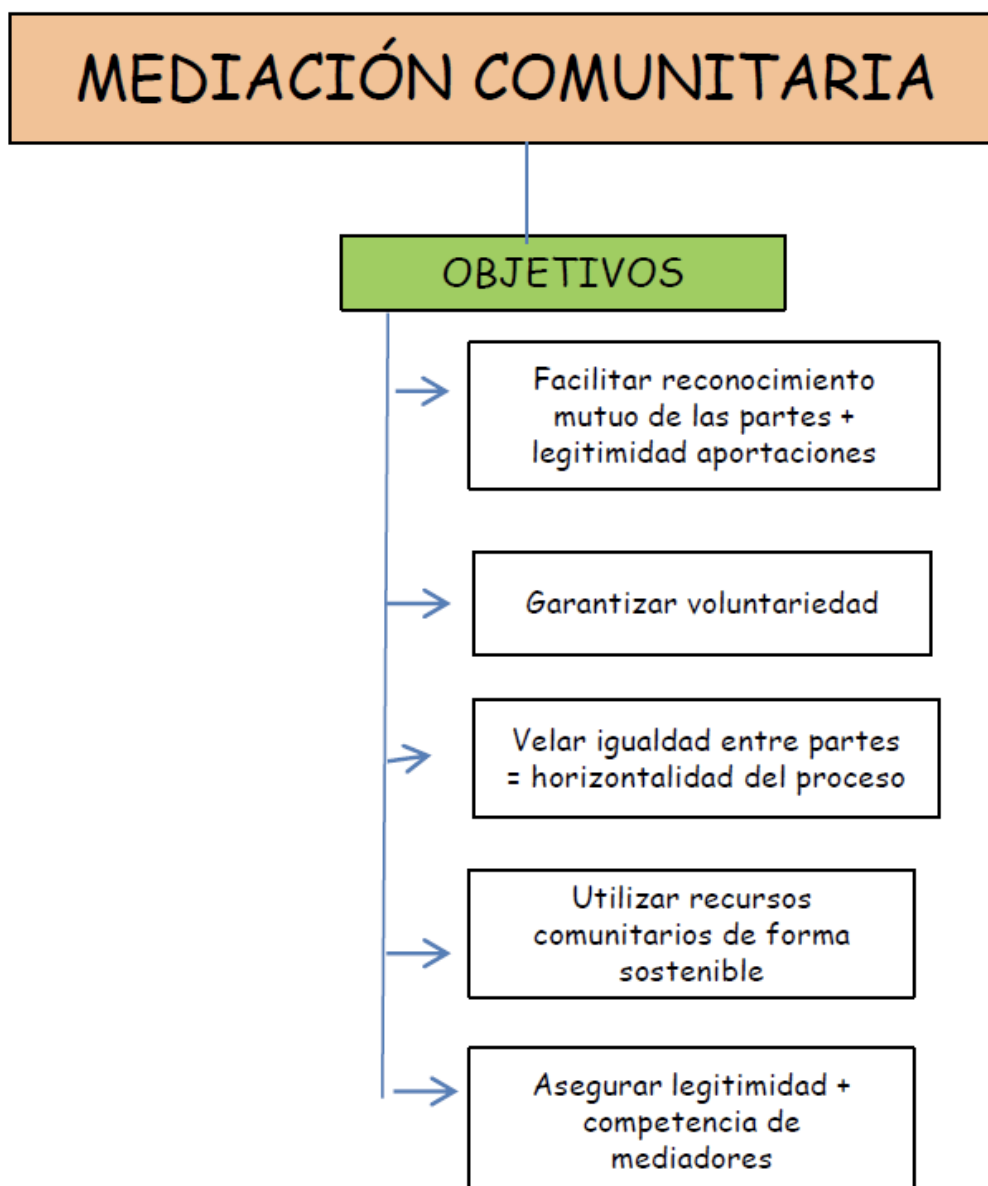 MEDIACIÓN COMUNITARIA
OBJETIVOS
Facilitar reconocimiento
mutuo de las partes +
legitimidad aportaciones
Garantizar voluntariedad
Velar igualdad entre partes
= horizontalidad del proceso
Utilizar recursos
comunitarios de forma
sostenible
Asegurar legitimidad +
competencia de
mediadores